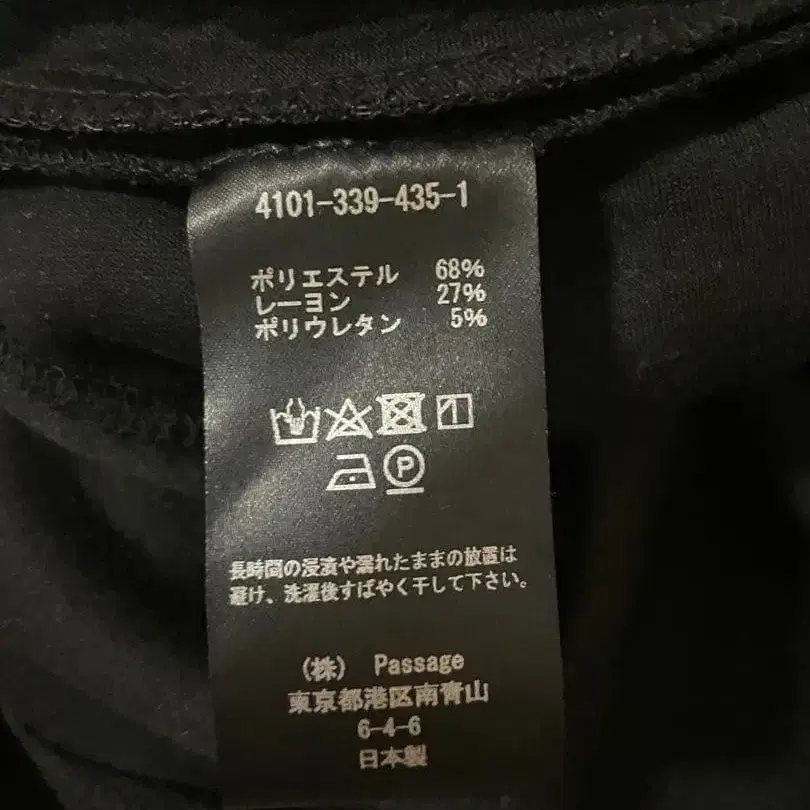 4101-339-435-1
ポリエステル 68%
レーヨン 27%
ポリウレタン 5%
P
長時間の浸漬や濡れたままの放置は
避け、洗濯後すばやく干して下さい。
(株) Passage
東京都港区南青山
6-4-6
日本製